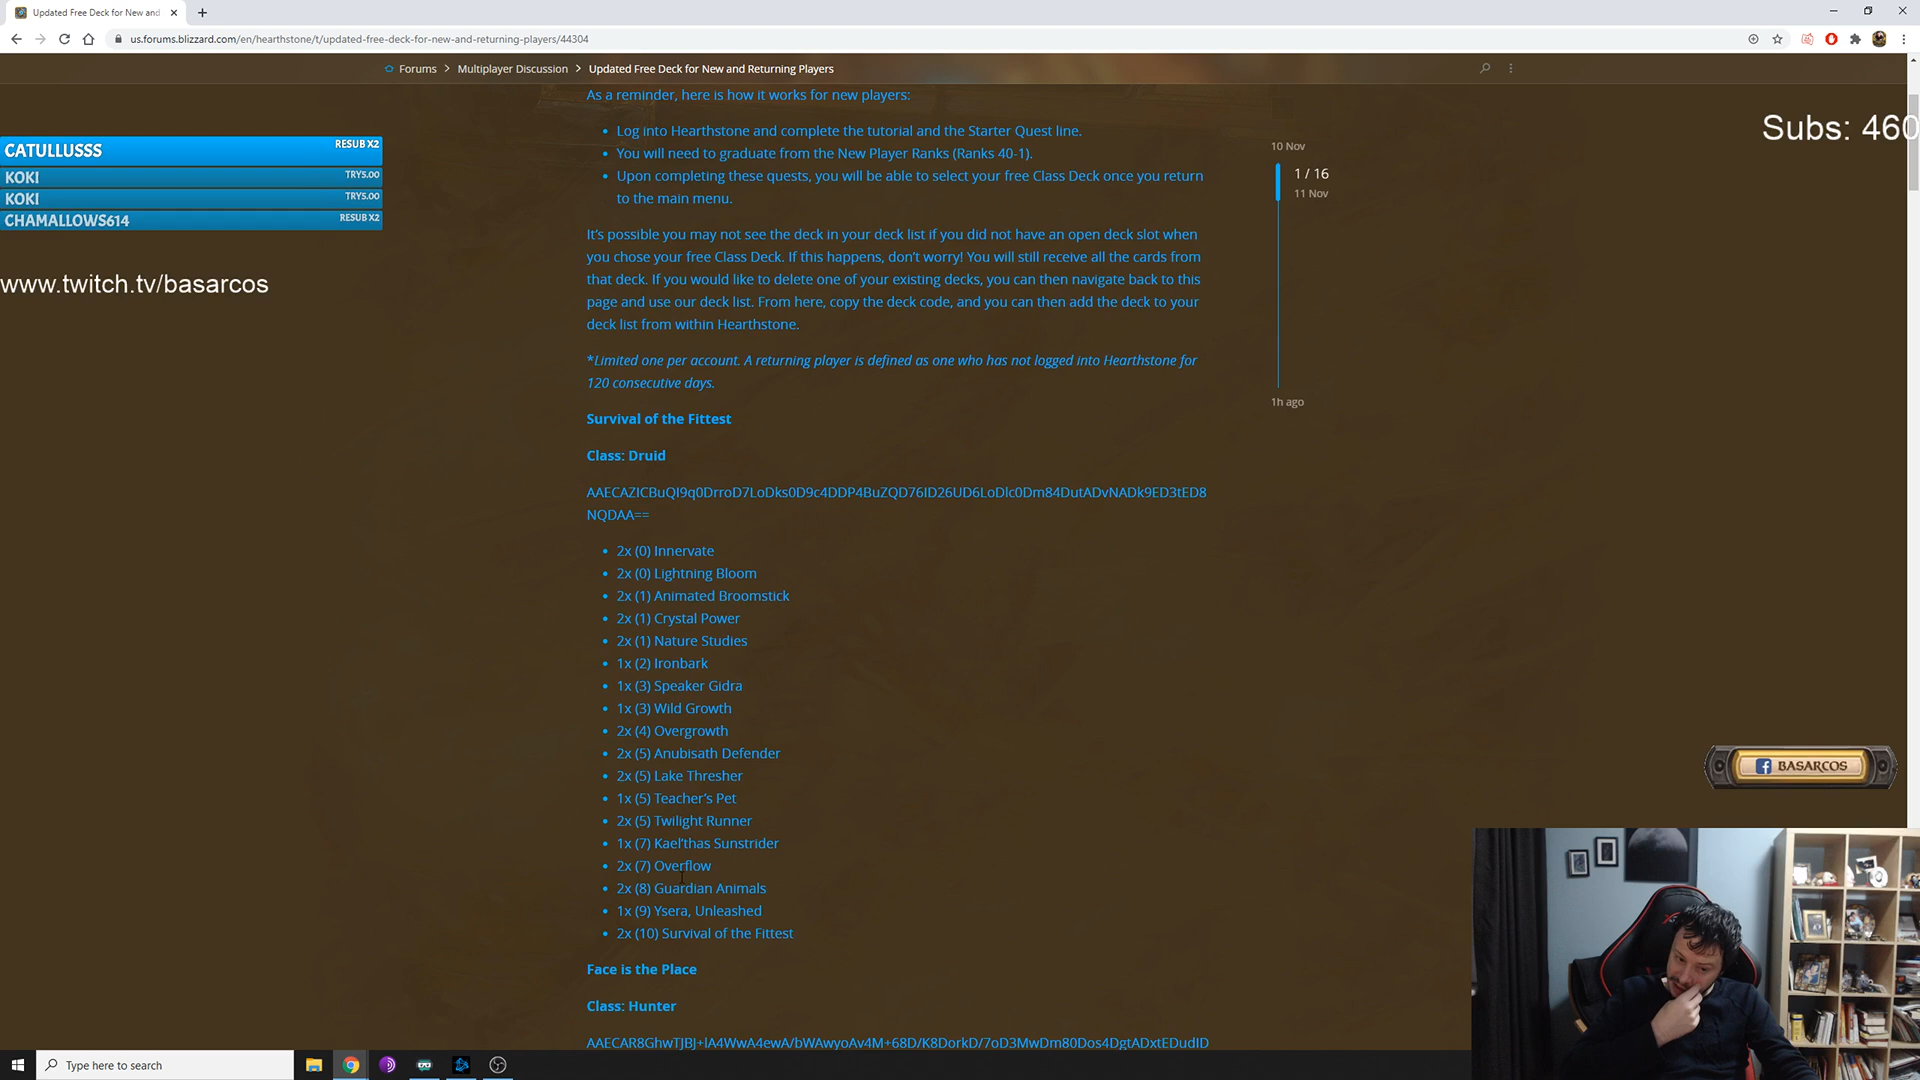 Updated Free Deck for New and
us.forums.blizzard.com/en/hearthstone/t/updated-free-deck-for-new-and-returning-players/44304
Forums > Multiplayer Discussion > Updated Free Deck for New and Returning Players
As a reminder, here is how it works for new players:
• Log into Hearthstone and complete the tutorial and the Starter Quest line.
• You will need to graduate from the New Player Ranks (Ranks 40-1).
• Upon completing these quests, you will be able to select your free Class Deck once you return
to the main menu.
It's possible you may not see the deck in your deck list if you did not have an open deck slot when
you chose your free Class Deck. If this happens, don't worry! You will still receive all the cards from
that deck. If you would like to delete one of your existing decks, you can then navigate back to this
page and use our deck list. From here, copy the deck code, and you can then add the deck to your
deck list from within Hearthstone.
*Limited one per account. A returning player is defined as one who has not logged into Hearthstone for
120 consecutive days.
Survival of the Fittest
Class: Druid
AAECAZICBuQI9q0DrroD7LoDks0D9c4DDP4BuZQD76ID26UD6LoDlc0Dm84DutADvNADk9ED3tED8
NQDAA==
• 2x (0) Innervate
• 2x (0) Lightning Bloom
• 2x (1) Animated Broomstick
• 2x (1) Crystal Power
• 2x (1) Nature Studies
• 1x (2) Ironbark
• 1x (3) Speaker Gidra
• 1x (3) Wild Growth
• 2x (4) Overgrowth
• 2x (5) Anubisath Defender
• 2x (5) Lake Thresher
• 1x (5) Teacher's Pet
• 2x (5) Twilight Runner
• 1x (7) Kael'thas Sunstrider
• 2x (7) Overflow
• 2x (8) Guardian Animals
• 1x (9) Ysera, Unleashed
• 2x (10) Survival of the Fittest
Face is the Place
Class: Hunter
AAECAR8GhwTJBJ+lA4WwA4ewA/bWAwyoAv4M+68D/K8DorkD/7oD3MwDm80Dos4DgtADxtEDudID
10 Nov
1 / 16
11 Nov
1h ago
CATULLUSSS RESUB X2
KOKI TRY5.00
KOKI TRY5.00
CHAMALLOWS614 RESUB X2
www.twitch.tv/basarcos
Subs: 460
BASARCOS
Type here to search